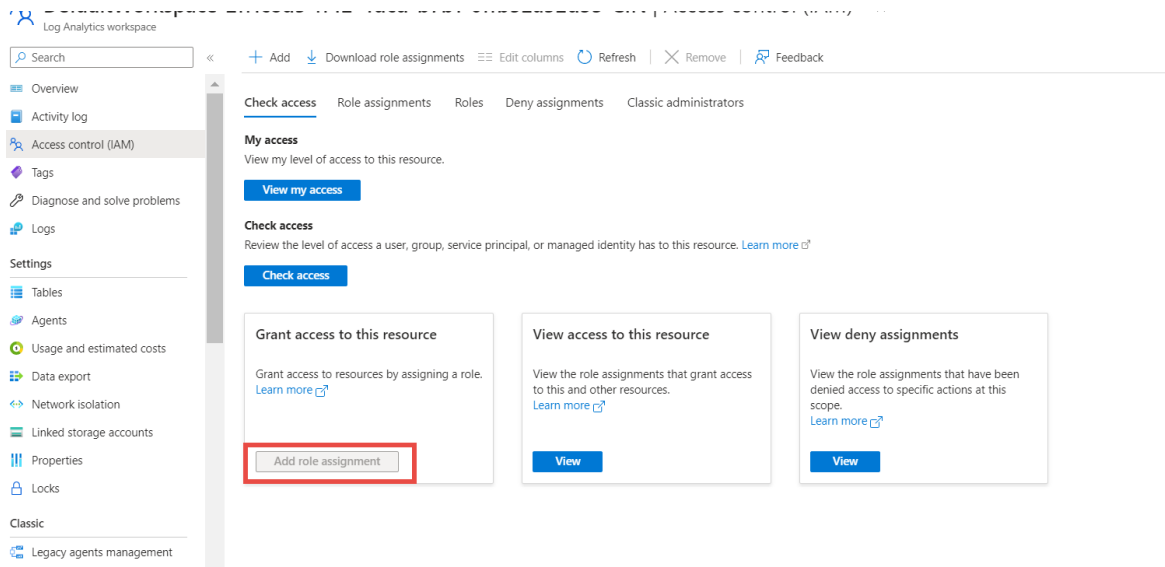 Log Analytics workspace
Search
«
Add
Download role assignments
Edit columns
Refresh
Remove
Feedback
Overview
Activity log
Access control (IAM)
Tags
Diagnose and solve problems
Logs
Settings
Tables
Agents
Usage and estimated costs
Data export
Network isolation
Linked storage accounts
Properties
Locks
Classic
Legacy agents management
Check access
Role assignments
Roles
Deny assignments
Classic administrators
My access
View my level of access to this resource.
View my access
Check access
Review the level of access a user, group, service principal, or managed identity has to this resource. Learn more
Check access
Grant access to this resource
Grant access to resources by assigning a role.
Learn more
Add role assignment
View access to this resource
View the role assignments that grant access
to this and other resources.
Learn more
View
View deny assignments
View the role assignments that have been
denied access to specific actions at this
scope.
Learn more
View